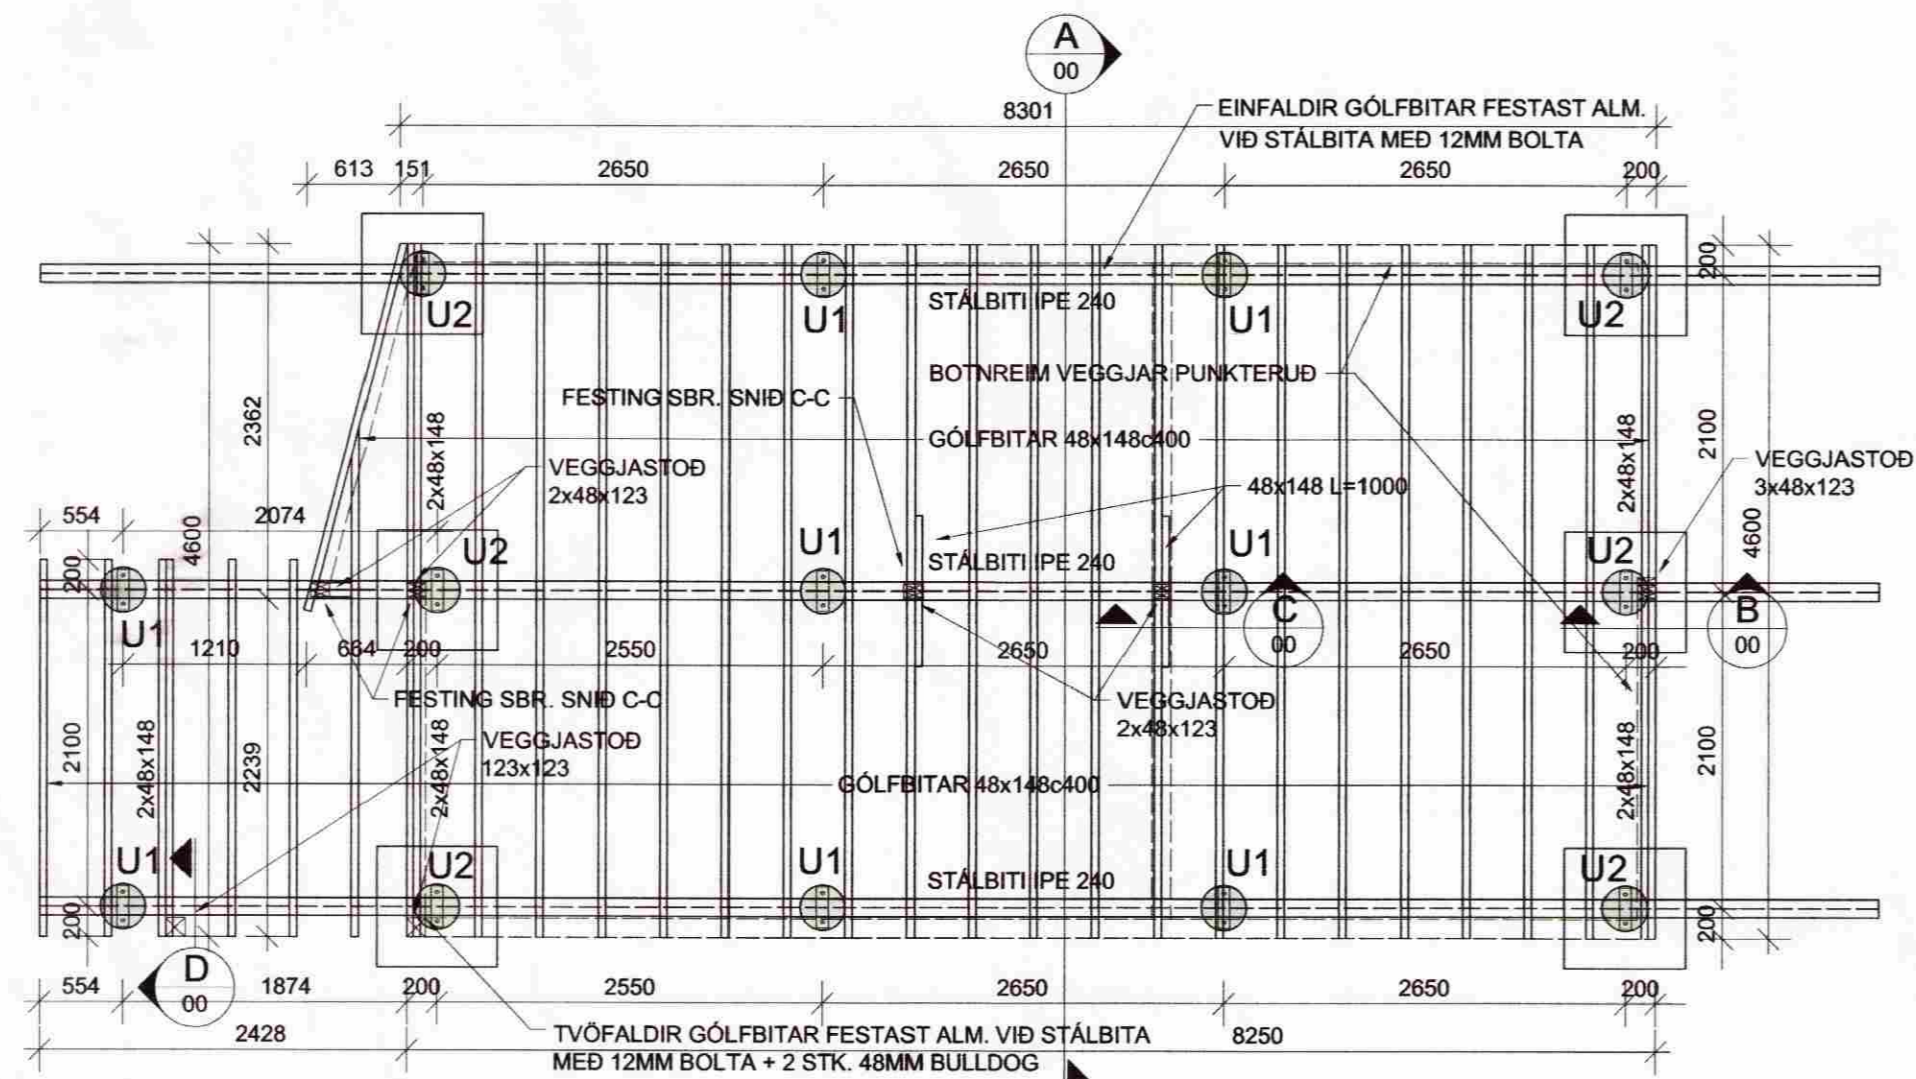 A
00
8301
EINFALDIR GÓLFBITAR FESTAST ALM.
VIÐ STÁLBITA MEÐ 12MM BOLTA
613
151
2650
2650
2650
200
200
U2
U1
STÁLBITI IPE 240
U1
U2
BOTNREIM VEGGJAR PUNKTERUÐ
FESTING SBR. SNIÐ C-C
2362
2x48x148
GÓLFBITAR 48x148c400
2x48x148
2100
VEGGJASTOÐ
2x48x123
VEGGJASTOÐ
3x48x123
48x148 L=1000
554
2074
4600
4600
U2
U1
U1
U2
STÁLBITI IPE 240
200
U1
C
00
B
00
1210
664
200
2550
2650
2650
200
FESTING SBR. SNIÐ C-C
VEGGJASTOÐ
2x48x123
VEGGJASTOÐ
123x123
2100
2x48x148
2239
2x48x148
2x48x148
2100
GÓLFBITAR 48x148c400
U1
U2
U1
STÁLBITI IPE 240
U1
U2
200
200
D
00
554
1874
200
2550
2650
2650
200
2428
TVÖFALDIR GÓLFBITAR FESTAST ALM. VIÐ STÁLBITA
MEÐ 12MM BOLTA + 2 STK. 48MM BULLDOG
8250